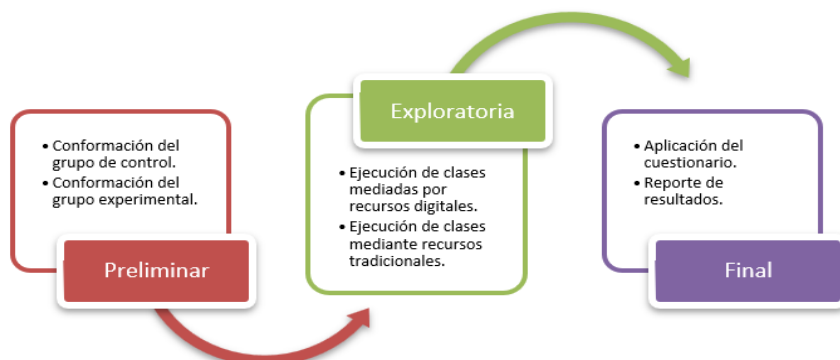 • Conformación del
grupo de control.
• Conformación del
grupo experimental.
Preliminar
Exploratoria
• Ejecución de clases
mediadas por
recursos digitales.
• Ejecución de clases
mediante recursos
tradicionales.
• Aplicación del
cuestionario.
• Reporte de
resultados.
Final